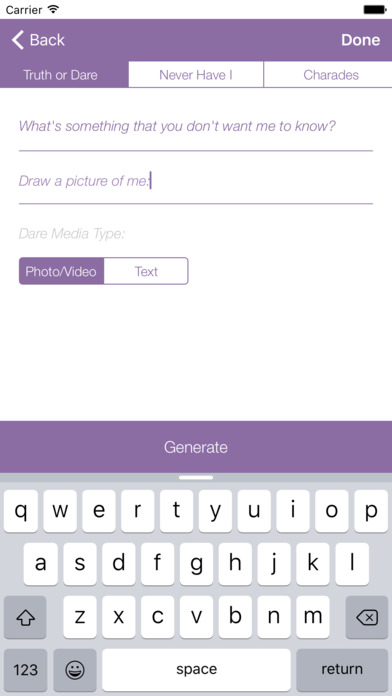 Carrier
Back Done
Truth or Dare Never Have I Charades
What's something that you don't want me to know?
Draw a picture of me:
Dare Media Type:
Photo/Video Text
Generate
q w e r t y u i o p
a s d f g h j k l
z x c v b n m
123 space return